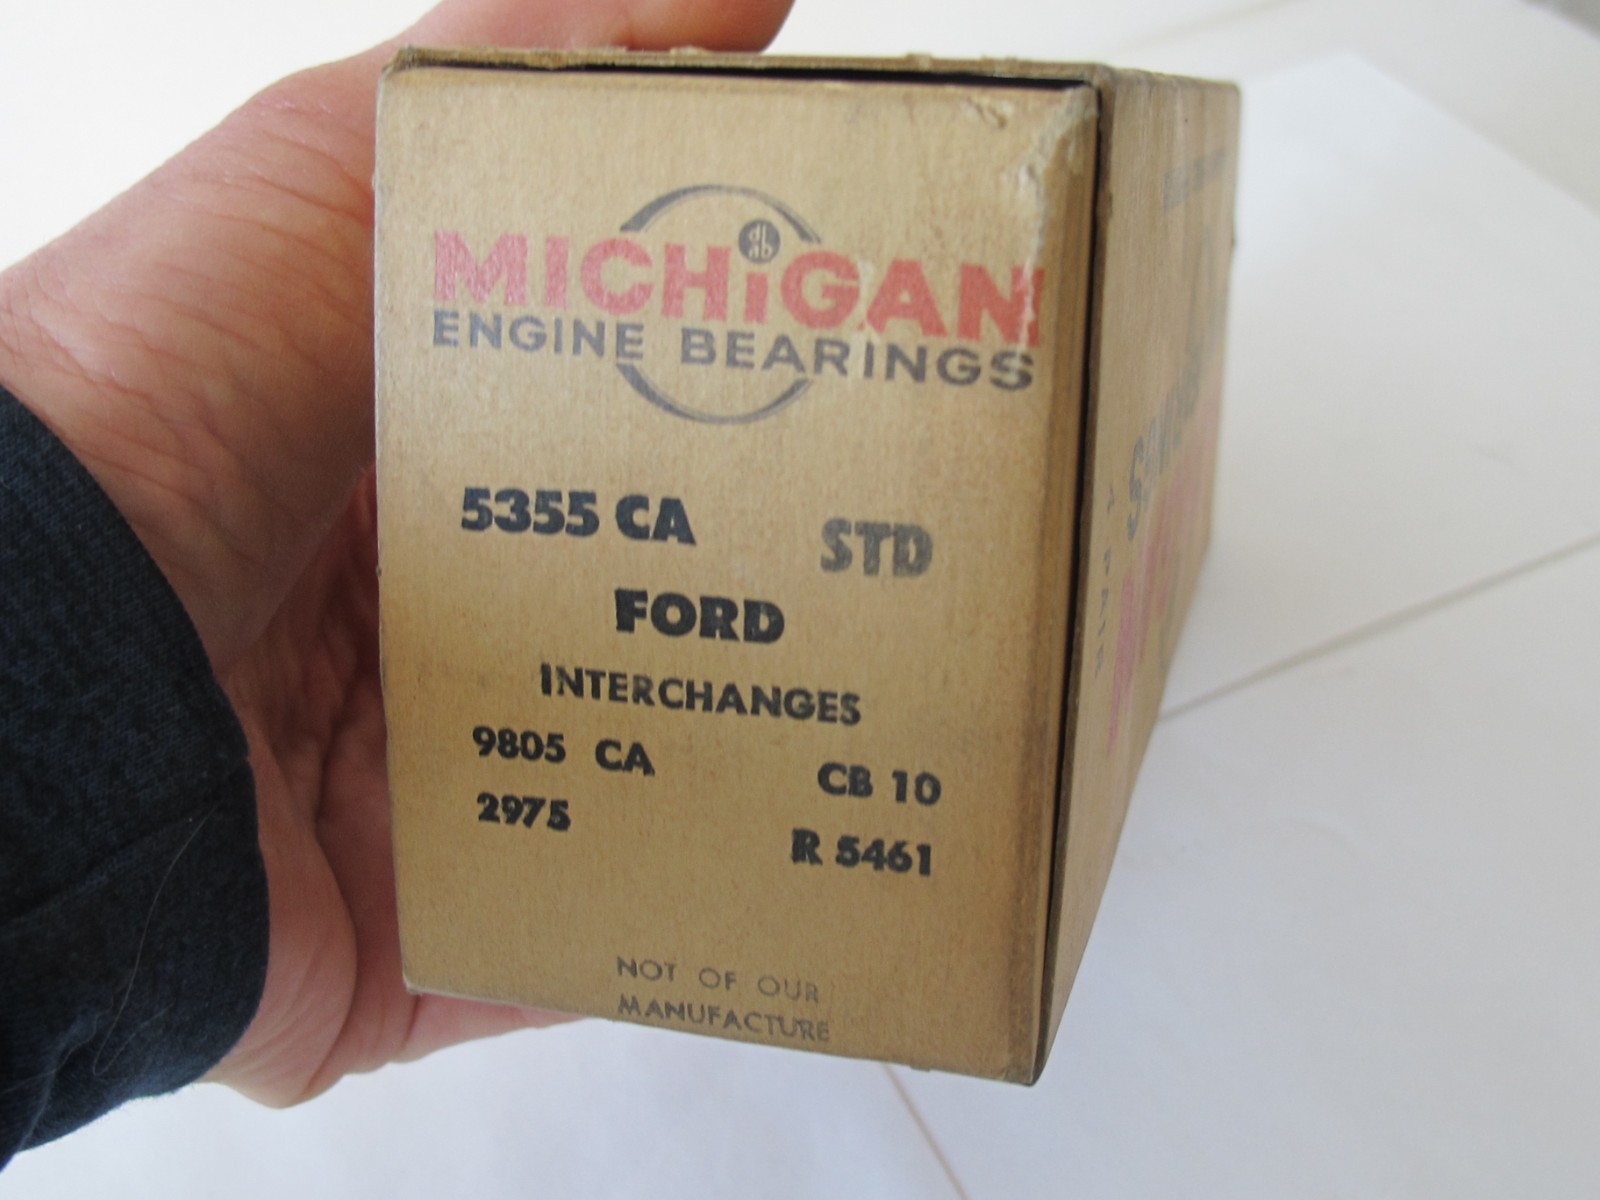 MICHiGAN
ENGINE BEARINGS
5355 CA STD
FORD
INTERCHANGES
9805 CA CB 10
2975 R 5461
NOT OF OUR
MANUFACTURE